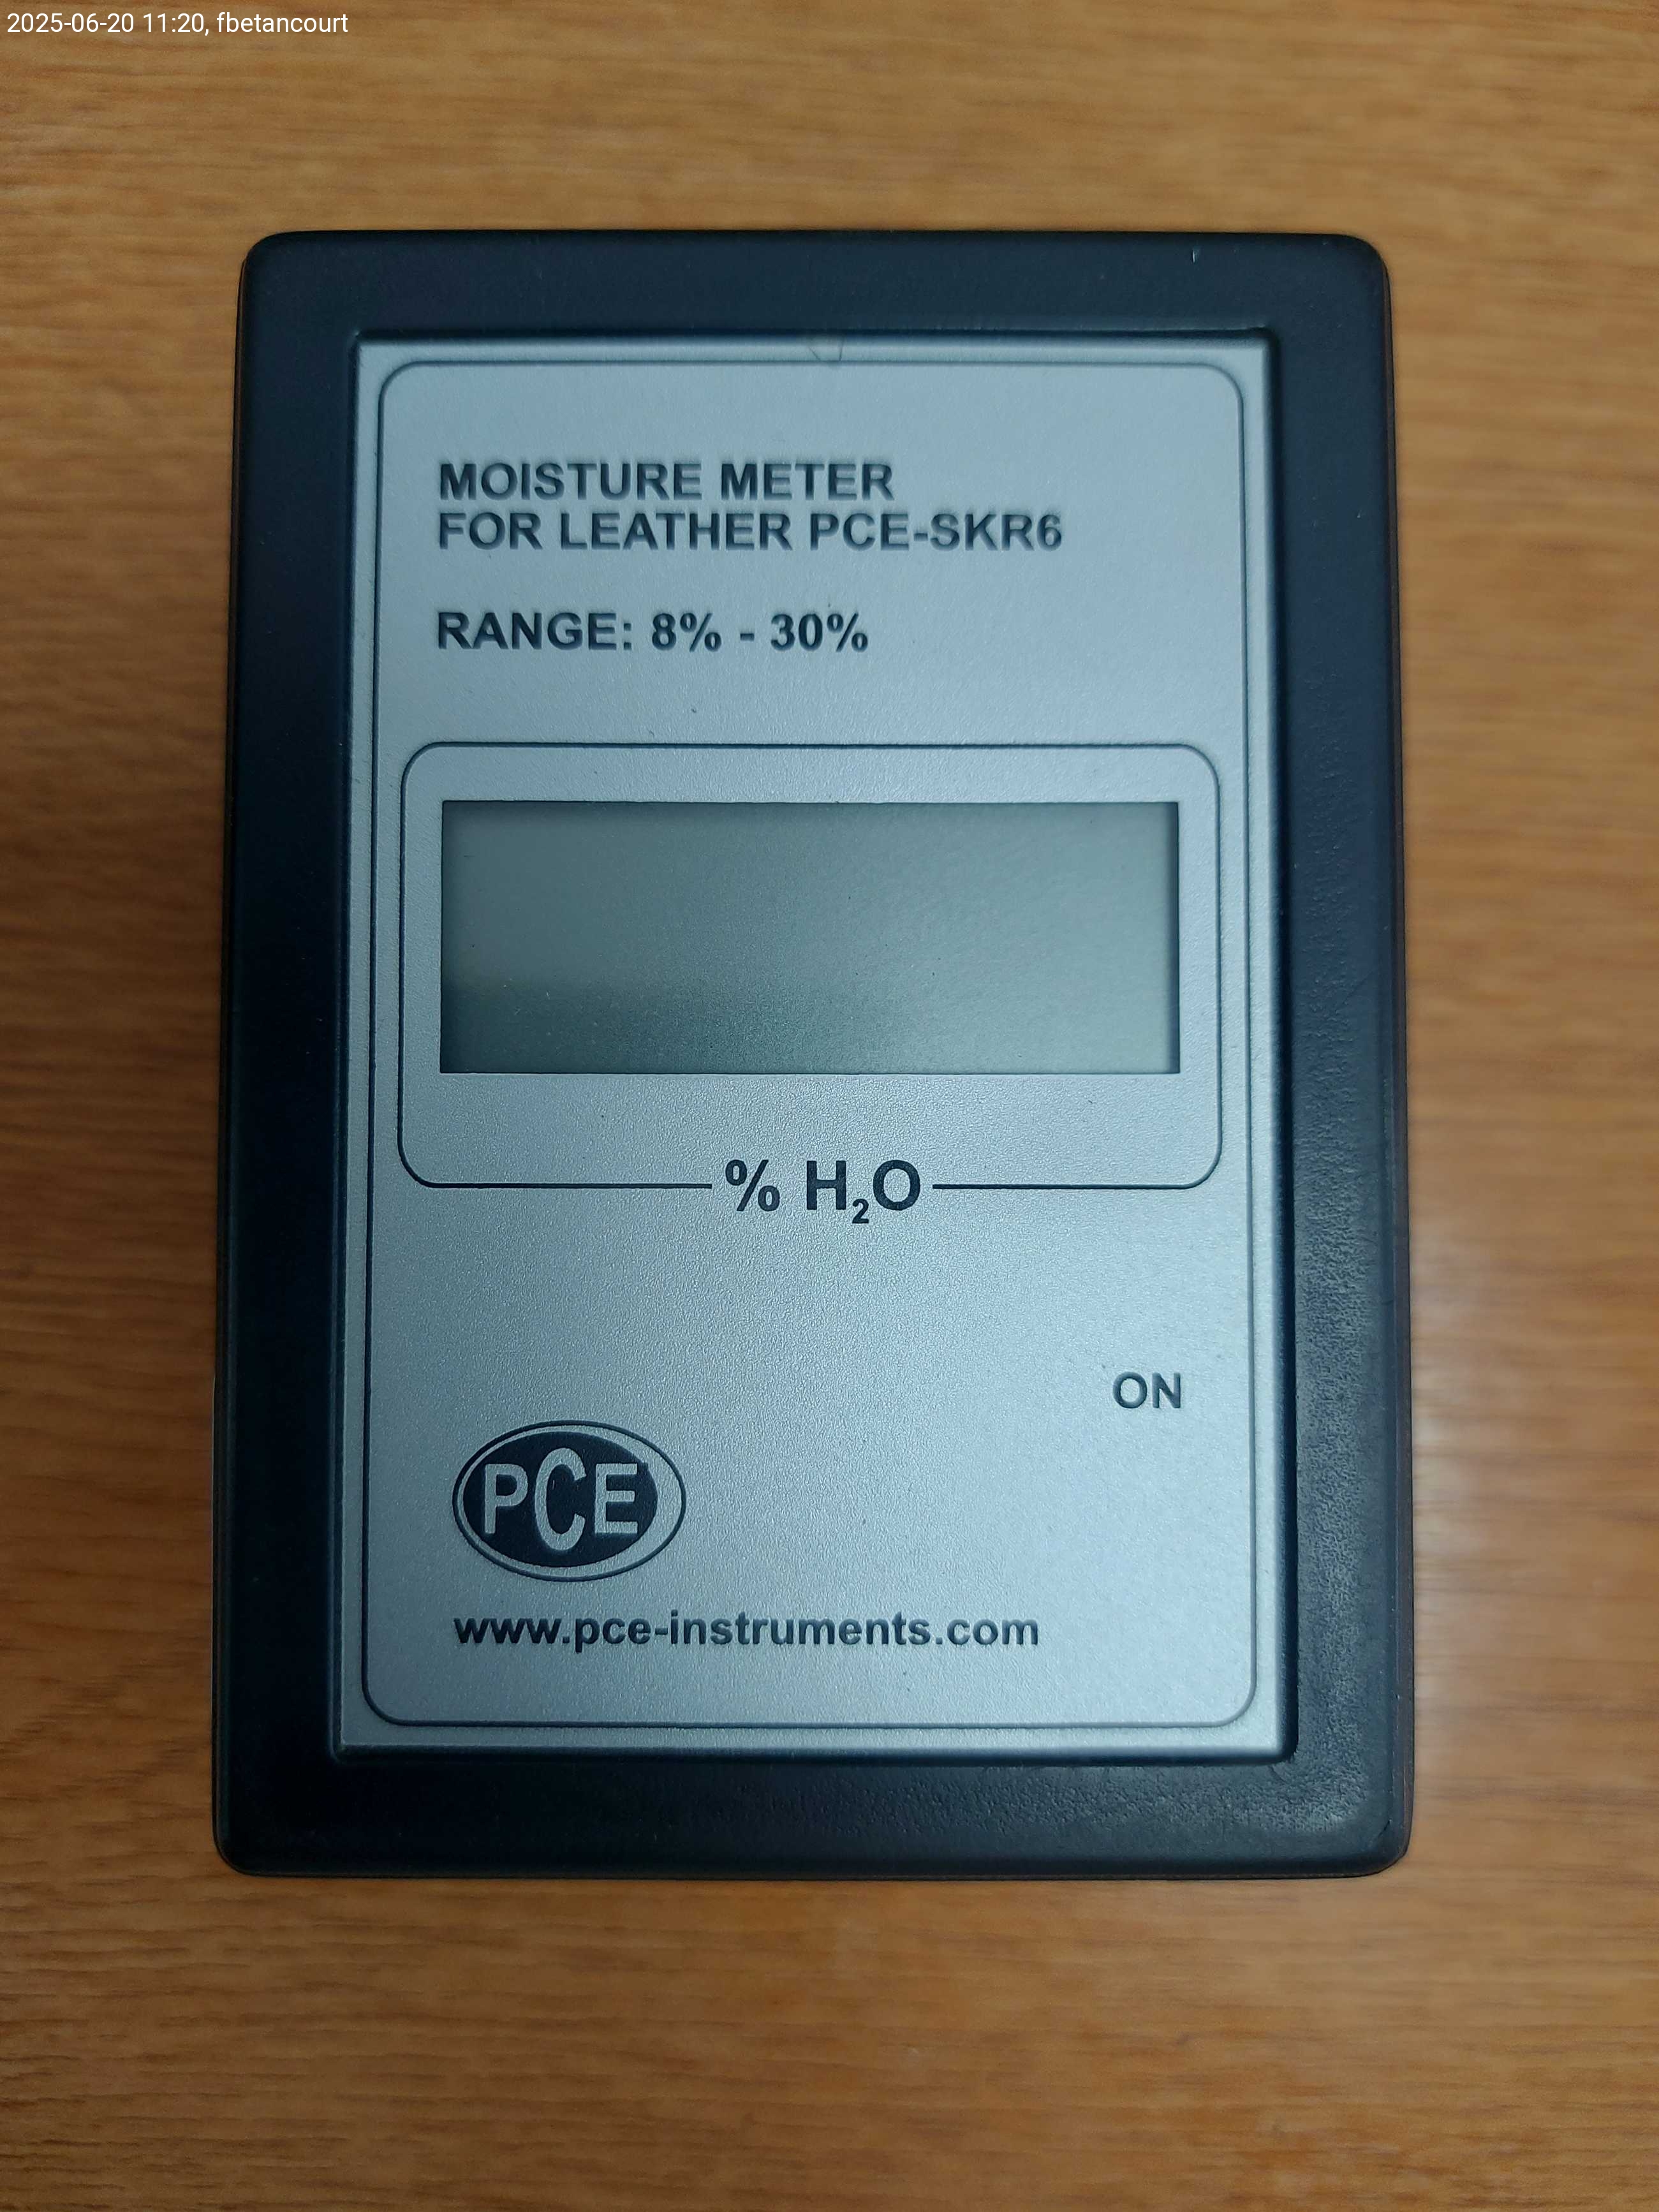 2025-06-20 11:20, fbetancourt
MOISTURE METER
FOR LEATHER PCE-SKR6
RANGE: 8% - 30%
% H₂O
ON
PCE
www.pce-instruments.com